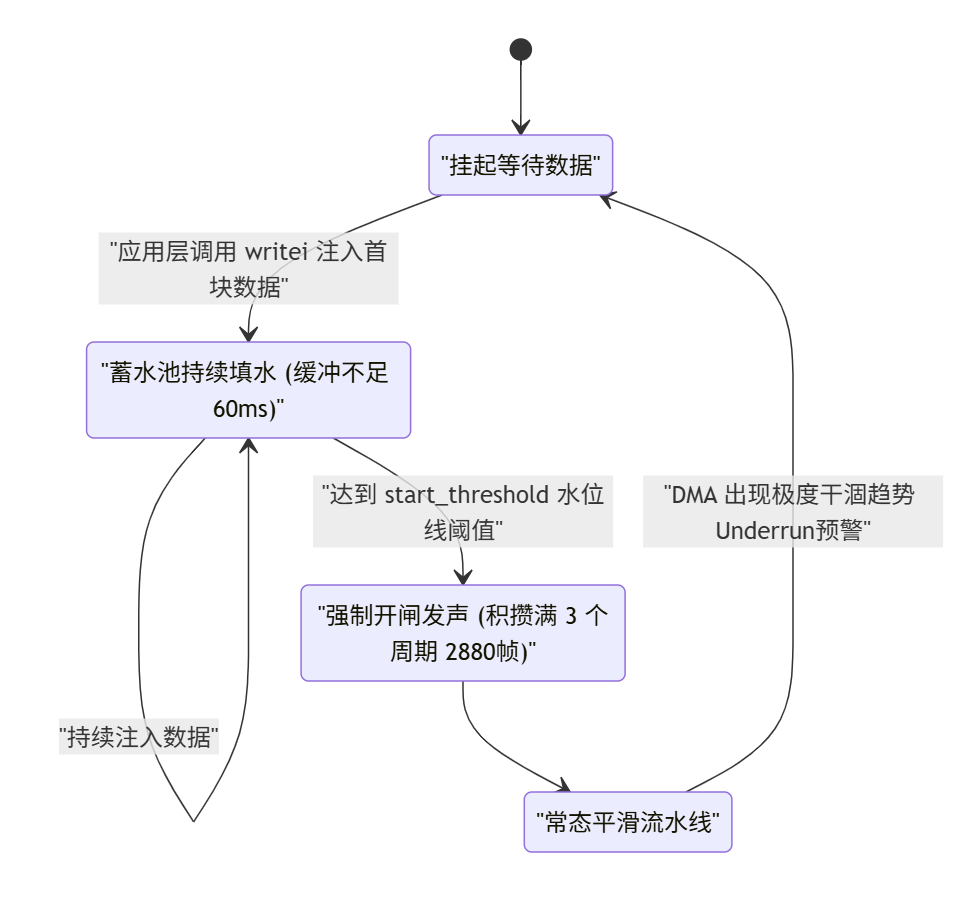 "挂起等待数据"
"应用层调用 writei 注入首
块数据"
"蓄水池持续填水 (缓冲不足
60ms)"
"达到 start_threshold 水位
线阈值"
"DMA 出现极度干涸趋势
Underrun预警"
"强制开闸发声 (积攒满 3 个
周期 2880帧)"
"持续注入数据"
"常态平滑流水线"